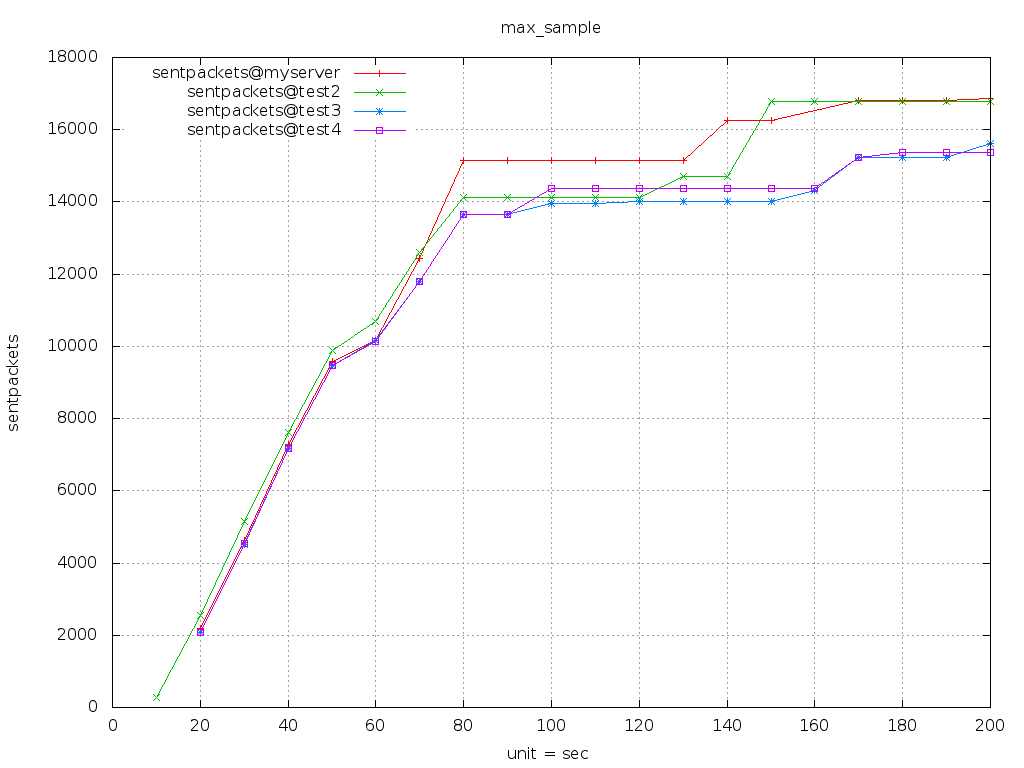 max_sample
18000
16000
14000
12000
10000
8000
6000
4000
2000
0
sentpackets@myserver
sentpackets@test2
sentpackets@test3
sentpackets@test4
sentpackets
0 20 40 60 80 100 120 140 160 180 200
unit = sec